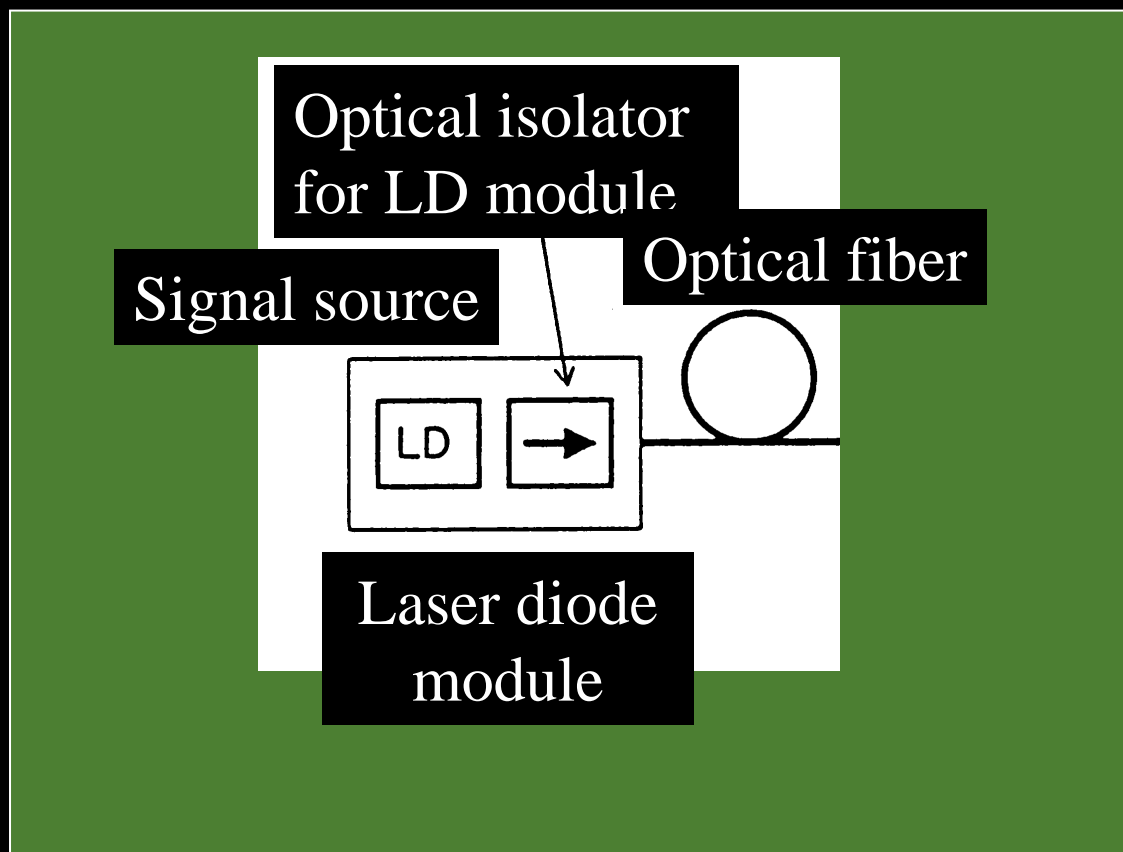 Optical isolator
for LD module
Optical fiber
Signal source
LD
Laser diode
module